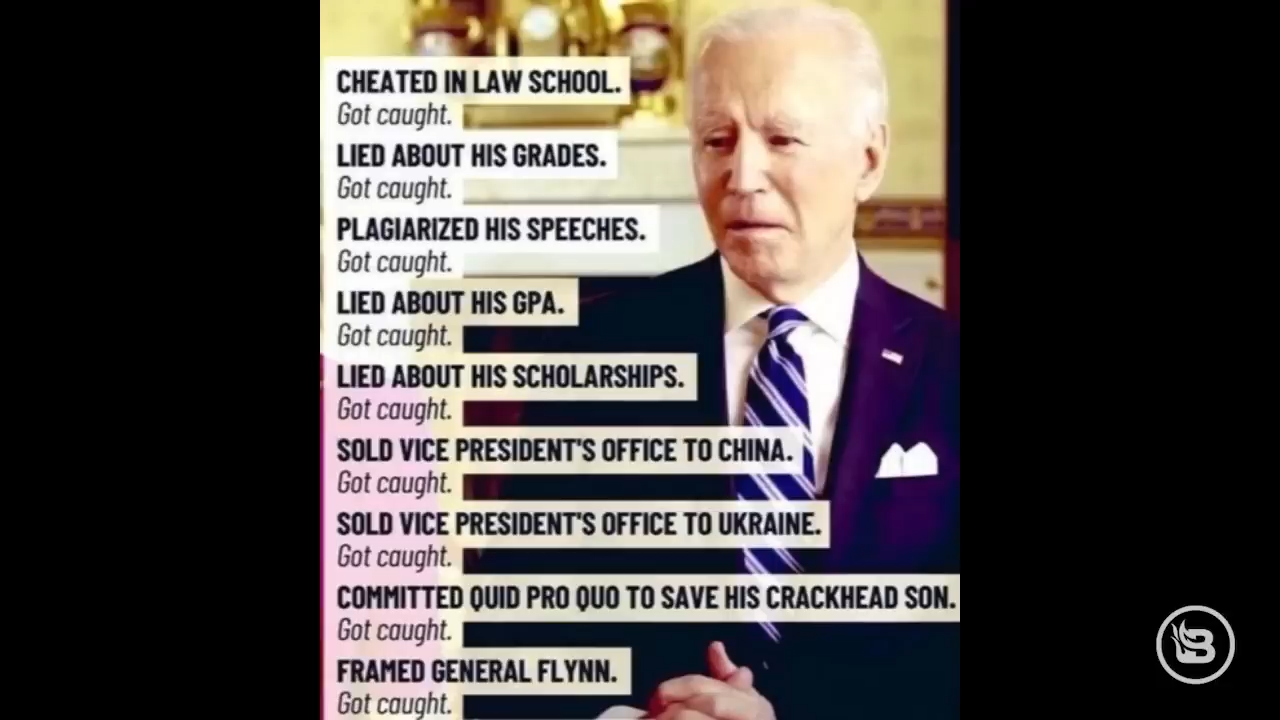 CHEATED IN LAW SCHOOL.
Got caught.
LIED ABOUT HIS GRADES.
Got caught.
PLAGIARIZED HIS SPEECHES.
Got caught.
LIED ABOUT HIS GPA.
Got caught.
LIED ABOUT HIS SCHOLARSHIPS.
Got caught.
SOLD VICE PRESIDENT'S OFFICE TO CHINA.
Got caught.
SOLD VICE PRESIDENT'S OFFICE TO UKRAINE.
Got caught.
COMMITTED QUID PRO QUO TO SAVE HIS CRACKHEAD SON.
Got caught.
FRAMED GENERAL FLYNN.
Got caught.
B